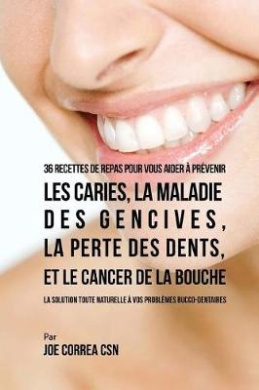 36 RECETTES DE REPAS POUR VOUS AIDER À PRÉVENIR
LES CARIES, LA MALADIE
DES GENCIVES,
LA PERTE DES DENTS,
ET LE CANCER DE LA BOUCHE
LA SOLUTION TOUTE NATURELLE À VOS PROBLÈMES BUCCO-DENTAIRES
Par
JOE CORREA CSN